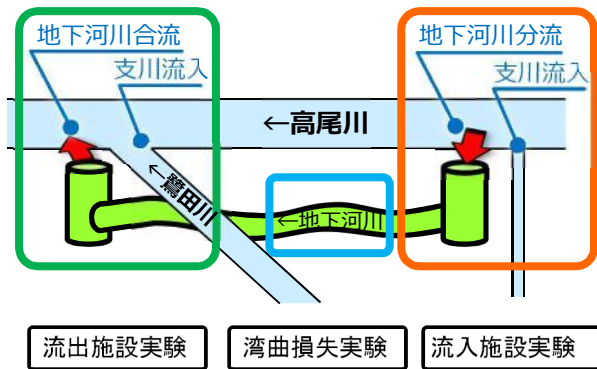 地下河川合流
支川流入
地下河川分流
支川流入
←高尾川
←鷺田川
←地下河川
流出施設実験
湾曲損失実験
流入施設実験